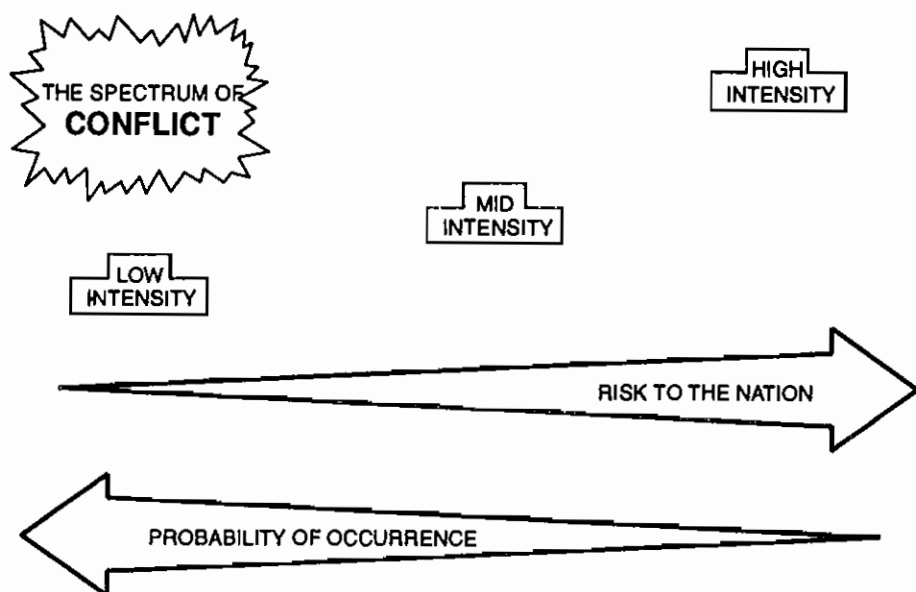 THE SPECTRUM OF
CONFLICT
HIGH
INTENSITY
MID
INTENSITY
LOW
INTENSITY
RISK TO THE NATION
PROBABILITY OF OCCURRENCE